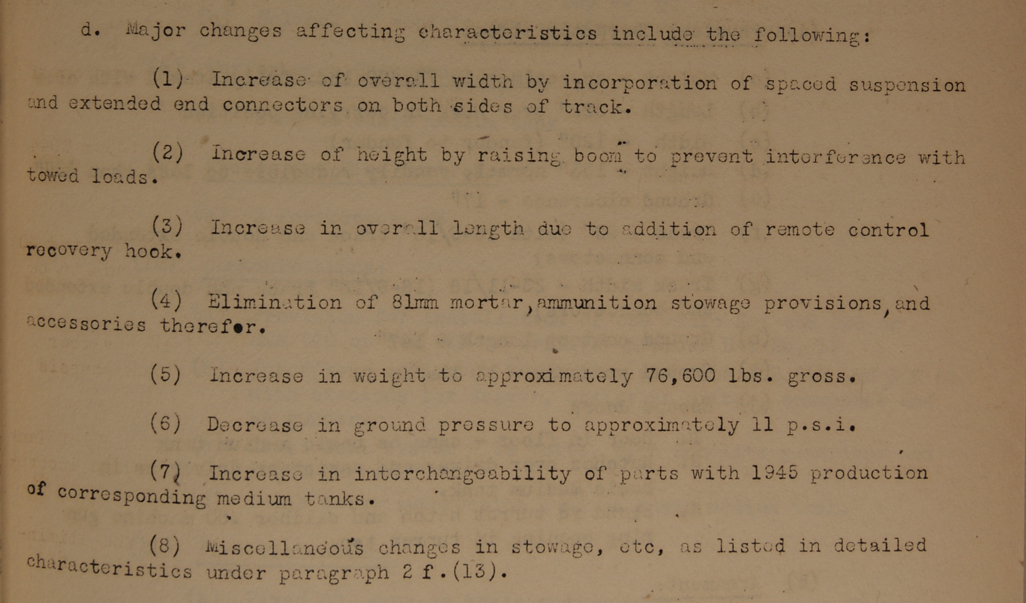 d. Major changes affecting characteristics include the following:
(1) Increase of overall width by incorporation of spaced suspension
and extended end connectors on both sides of track.
(2) Increase of height by raising boom to prevent interference with
towed loads.
(3) Increase in overall length due to addition of remote control
recovery hook.
(4) Elimination of 81mm mortar, ammunition stowage provisions, and
accessories therefor.
(5) Increase in weight to approximately 76,600 lbs. gross.
(6) Decrease in ground pressure to approximately 11 p.s.i.
(7) Increase in interchangeability of parts with 1945 production
of corresponding medium tanks.
(8) Miscellaneous changes in stowage, etc, as listed in detailed
characteristics under paragraph 2 f.(13).